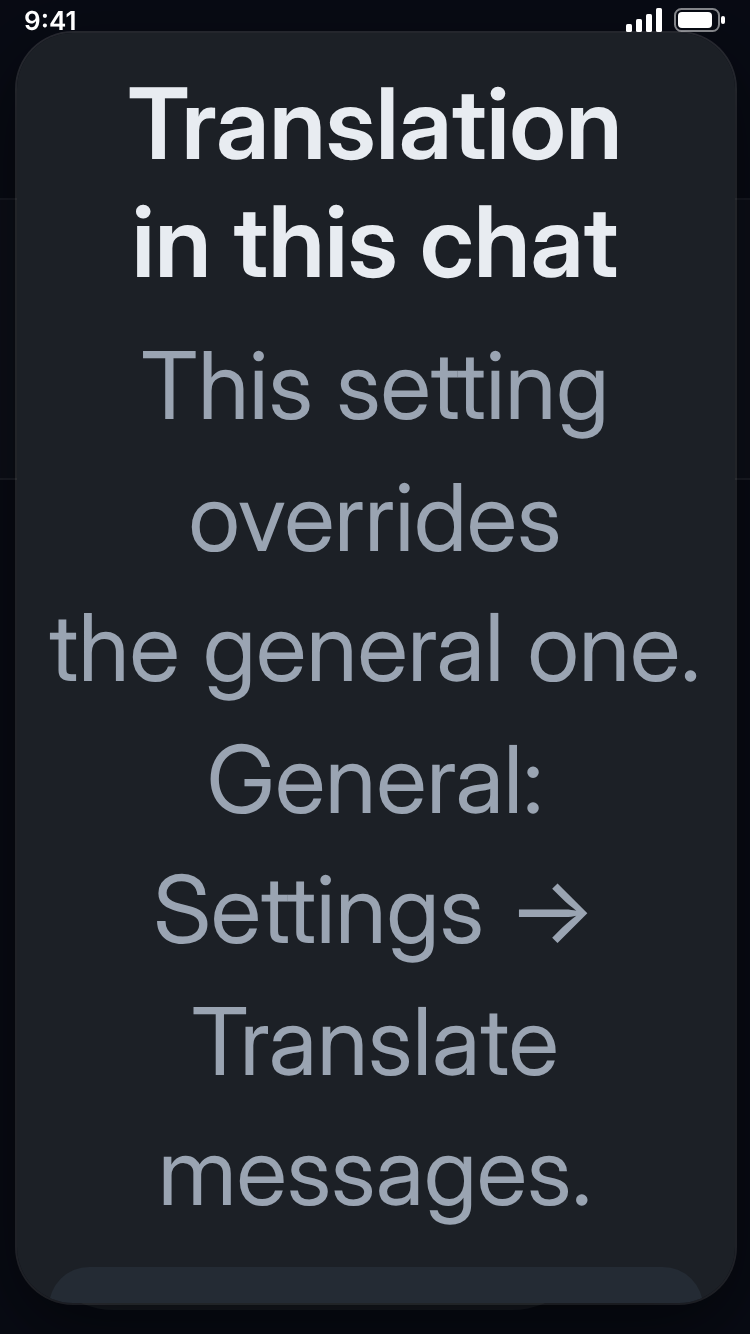 9:41
Translation
in this chat
This setting
overrides
the general one.
General:
Settings →
Translate
messages.